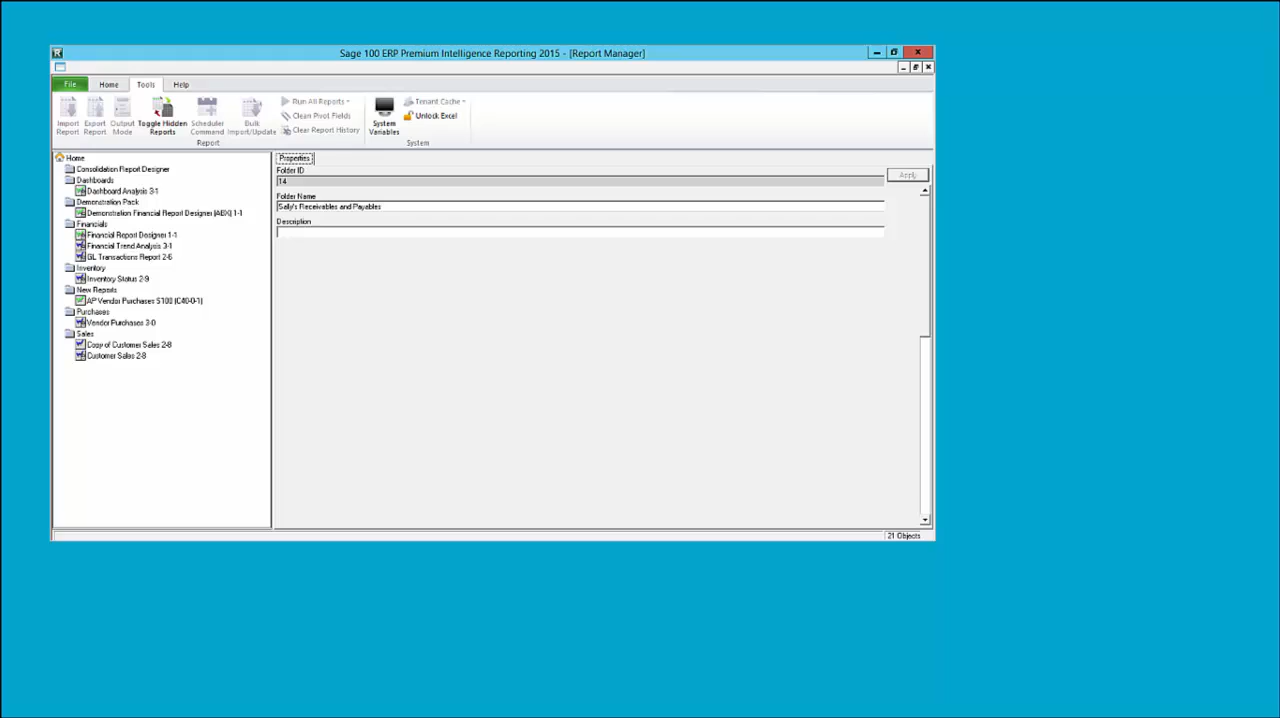 Sage 100 ERP Premium Intelligence Reporting 2015 - [Report Manager]
File Home Tools Help
Import Report
Export Report
Output Mode
Toggle Hidden Reports
Scheduler Command
Bulk Import/Update
Run All Reports
Clean Pivot Fields
Clear Report History
Report
System Variables
Tenant Cache
Unlock Excel
System
Home
Consolidation Report Designer
Dashboards
Dashboard Analysis 3-1
Demonstration Pack
Demonstration Financial Report Designer (ABX) 1-1
Financials
Financial Report Designer 1-1
Financial Trend Analysis 3-1
GL Transactions Report 2-6
Inventory
Inventory Status 2-9
New Reports
AP Vendor Purchases S100 (C40-0-1)
Purchases
Vendor Purchases 3-0
Sales
Copy of Customer Sales 2-8
Customer Sales 2-8
Properties
Folder ID
14
Apply
Folder Name
Sally's Receivables and Payables
Description
21 Objects